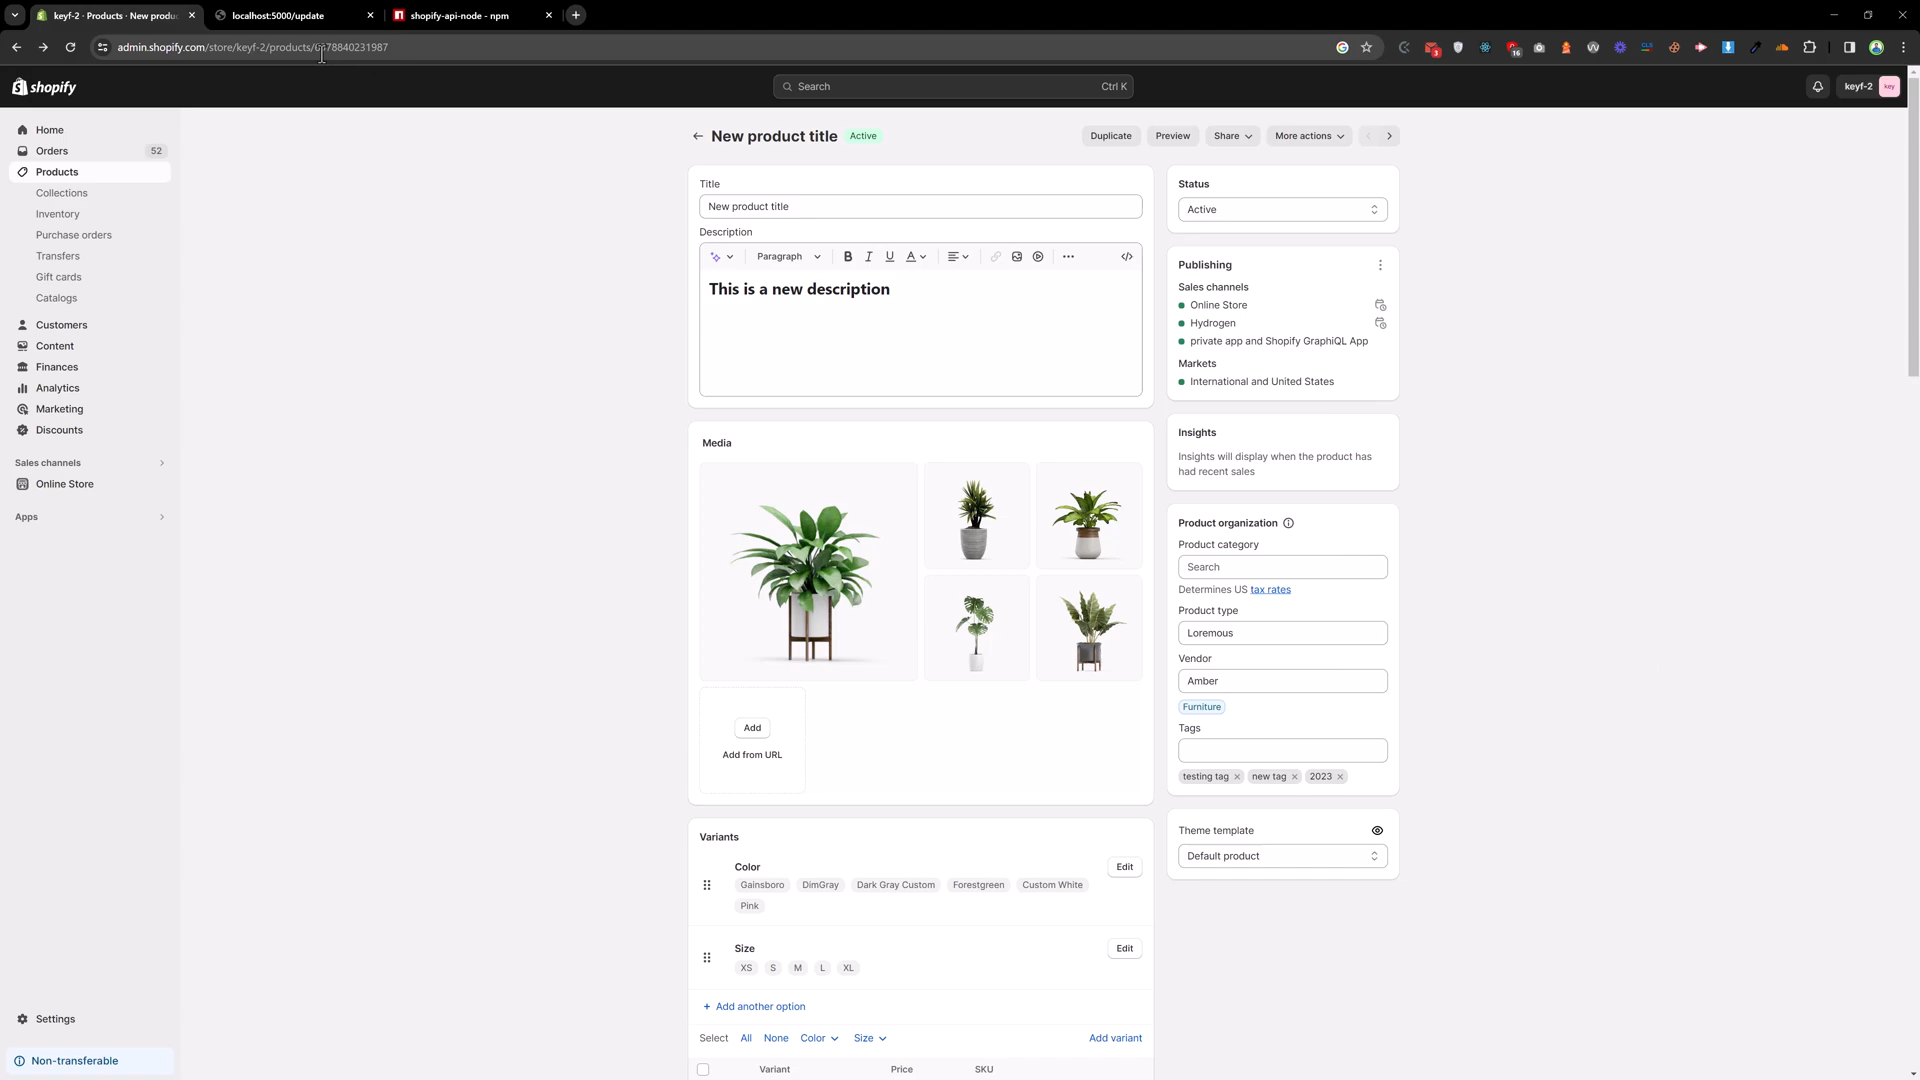 keyf-2 · Products · New produc
localhost:5000/update
shopify-api-node - npm
admin.shopify.com/store/keyf-2/products/
78840231987
3
16
CLS
shopify
Search
Ctrl K
keyf-2
key
Home
Orders
52
Products
Collections
Inventory
Purchase orders
Transfers
Gift cards
Catalogs
Customers
Content
Finances
Analytics
Marketing
Discounts
Sales channels
Online Store
Apps
Settings
Non-transferable
New product title
Active
Duplicate
Preview
Share
More actions
Title
New product title
Description
Paragraph
B
I
U
A
This is a new description
Media
Add
Add from URL
Variants
Color
Edit
Gainsboro
DimGray
Dark Gray Custom
Forestgreen
Custom White
Pink
Size
Edit
XS
S
M
L
XL
+ Add another option
Select
All
None
Color
Size
Add variant
Variant
Price
SKU
Status
Active
Publishing
Sales channels
Online Store
Hydrogen
private app and Shopify GraphiQL App
Markets
International and United States
Insights
Insights will display when the product has
had recent sales
Product organization
Product category
Search
Determines US tax rates
Product type
Loremous
Vendor
Amber
Furniture
Tags
testing tag
new tag
2023
Theme template
Default product